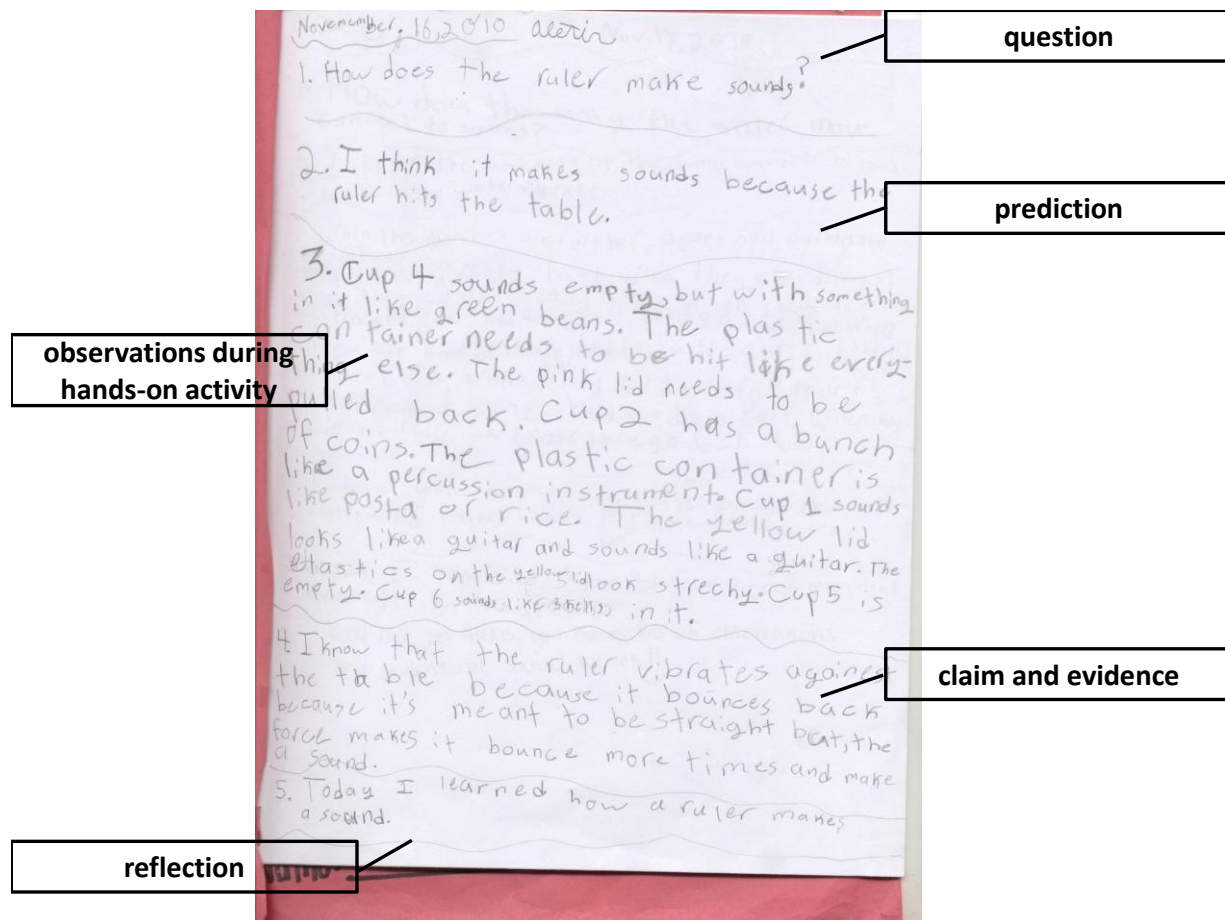 Novemember, 16, 2010
question
1. How does the ruler make sounds?
2. I think it makes sounds because the
ruler hits the table.
prediction
3. Cup 4 sounds empty, but with something
in it like green beans. The plastic
con tainer needs to be hit like every-
thing else. The pink lid needs to be
pulled back. Cup 2 has a bunch
of coins. The plastic container is
like a percussion instrument. Cup 1 sounds
like posta or rice. The yellow lid
looks like a guitar and sounds like a guitar. The
elastics on the yellow lid look strechy. Cup 5 is
empty. Cup 6 sounds like shells in it.
observations during
hands-on activity
4. I know that the ruler vibrates againest
the table because it bounces back
because it's meant to be straight but, the
force makes it bounce more times and make
a sound.
claim and evidence
5. Today I learned how a ruler makes
a sound.
reflection